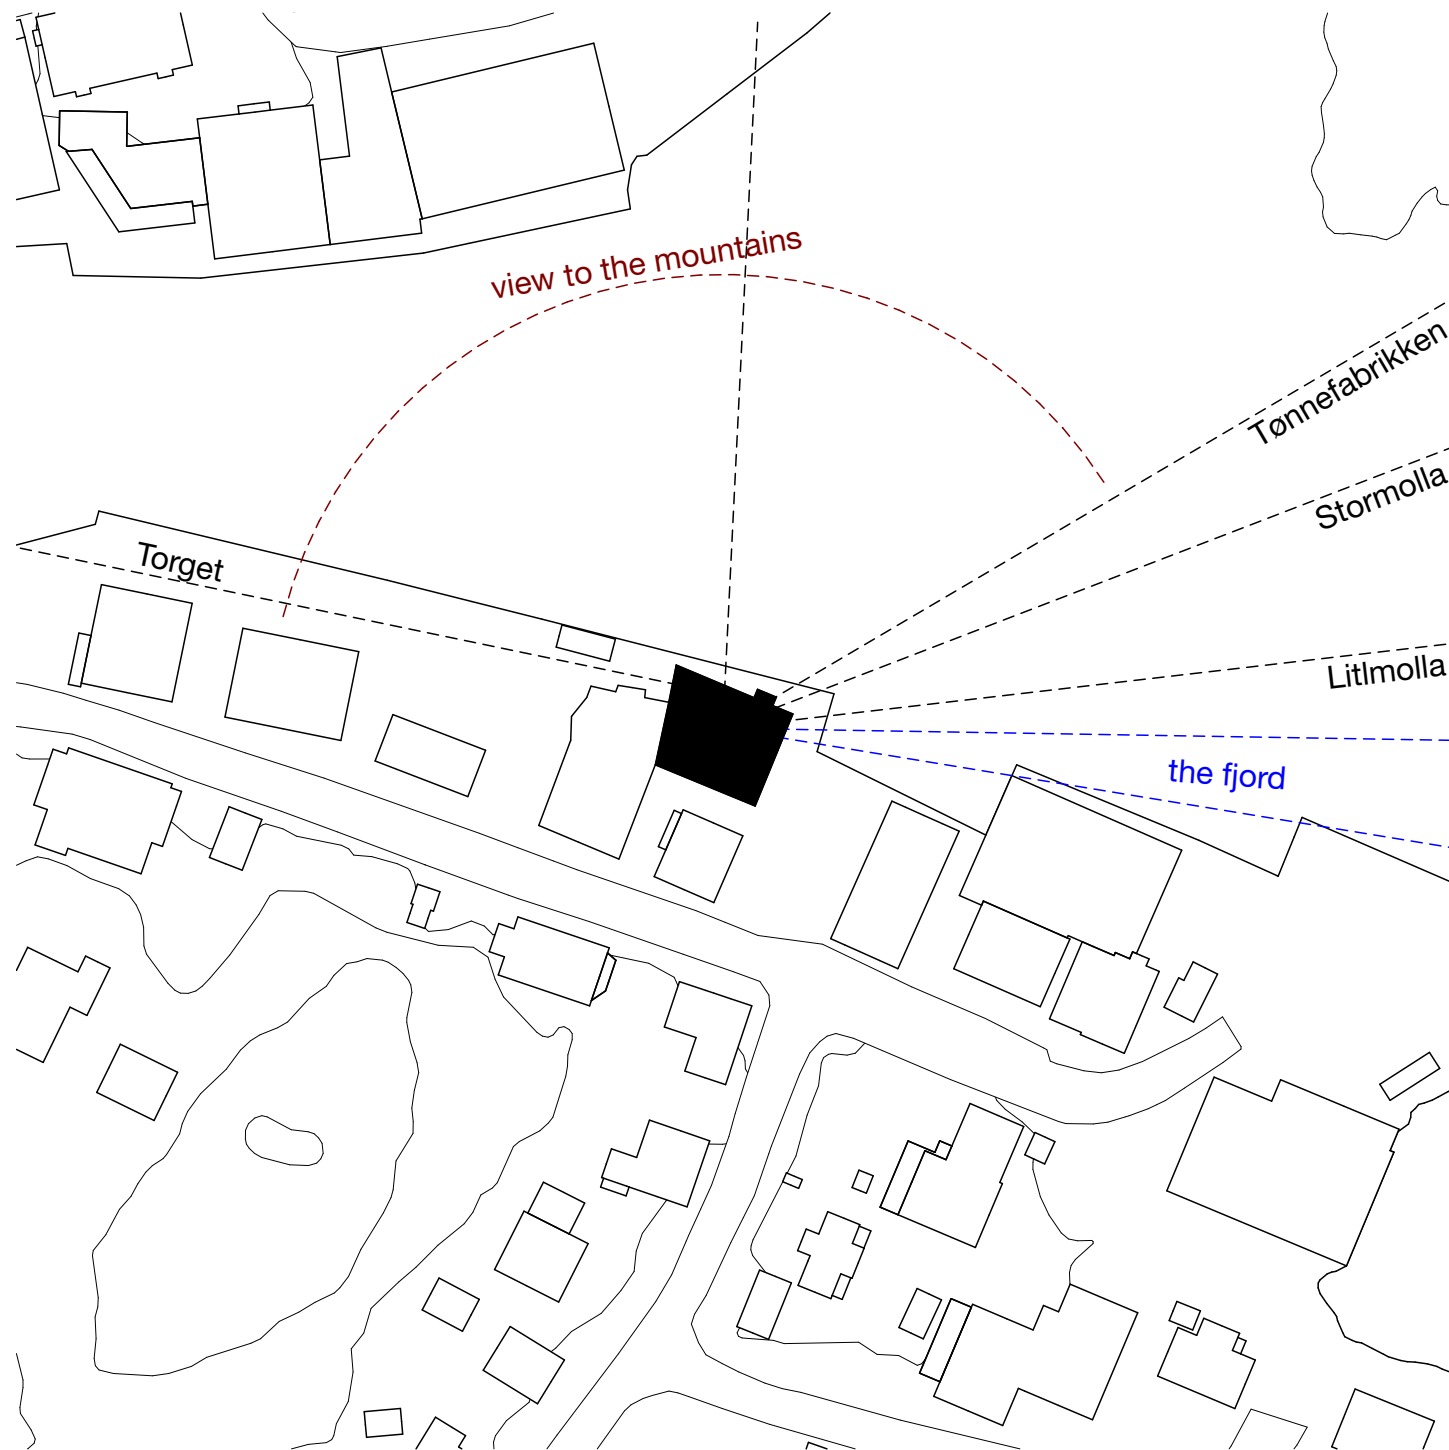 view to the mountains
Tønnefabrikken
Stormolla
Torget
Litlmolla
the fjord